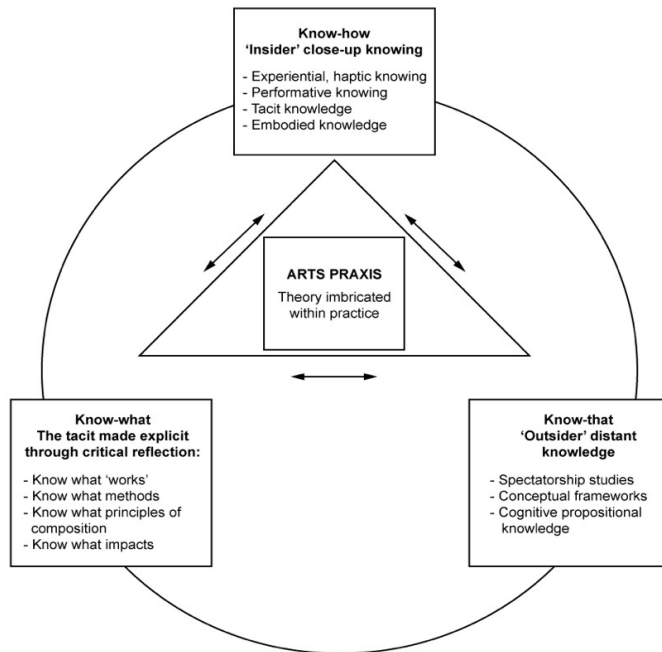 Know-how
‘Insider’ close-up knowing
- Experiential, haptic knowing
- Performative knowing
- Tacit knowledge
- Embodied knowledge
ARTS PRAXIS
Theory imbricated
within practice
Know-what
The tacit made explicit
through critical reflection:
- Know what ‘works’
- Know what methods
- Know what principles of
composition
- Know what impacts
Know-that
‘Outsider’ distant
knowledge
- Spectatorship studies
- Conceptual frameworks
- Cognitive propositional
knowledge